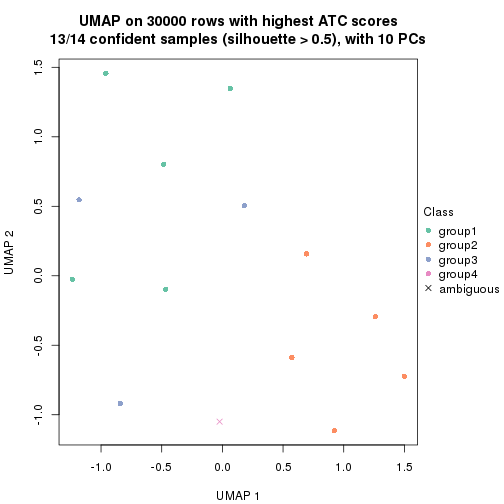 UMAP on 30000 rows with highest ATC scores
13/14 confident samples (silhouette > 0.5), with 10 PCs
1.5
1.0
0.5
0.0
-0.5
-1.0
UMAP 2
-1.0
-0.5
0.0
0.5
1.0
1.5
UMAP 1
Class
group1
group2
group3
group4
ambiguous